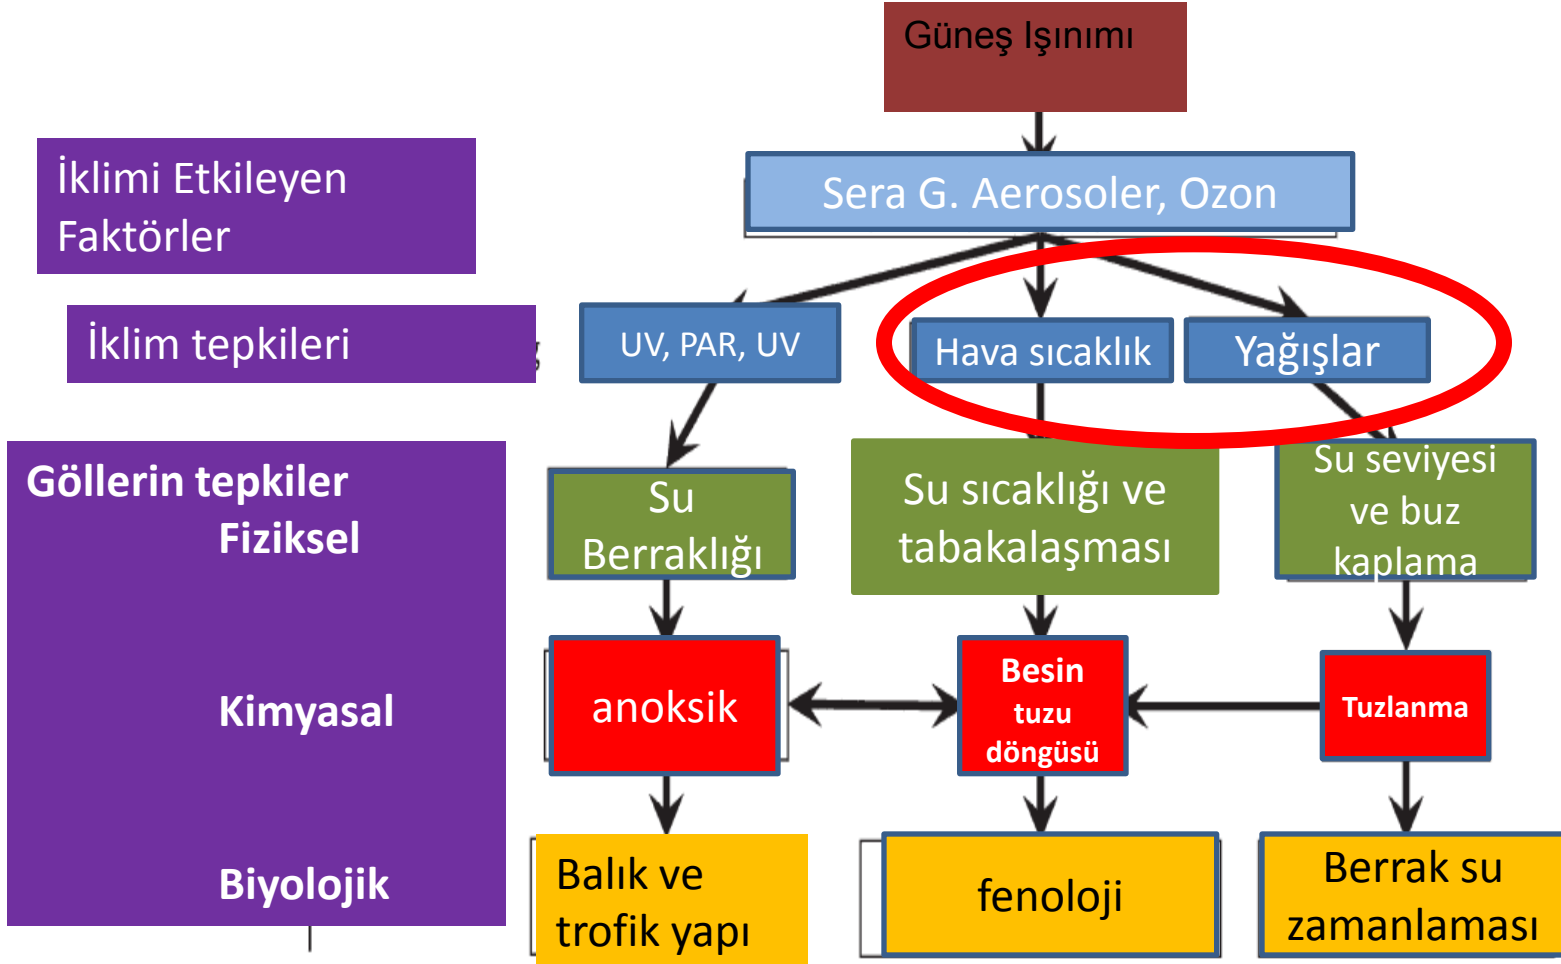 Güneş Işınımı
İklimi Etkileyen
Faktörler
Sera G. Aerosoler, Ozon
İklim tepkileri
UV, PAR, UV
Hava sıcaklık
Yağışlar
Göllerin tepkiler
Fiziksel
Su
Berraklığı
Su sıcaklığı ve
tabakalaşması
Su seviyesi
ve buz
kaplama
Kimyasal
anoksik
Besin
tuzu
döngüsü
Tuzlanma
Biyolojik
Balık ve
trofik yapı
fenoloji
Berrak su
zamanlaması